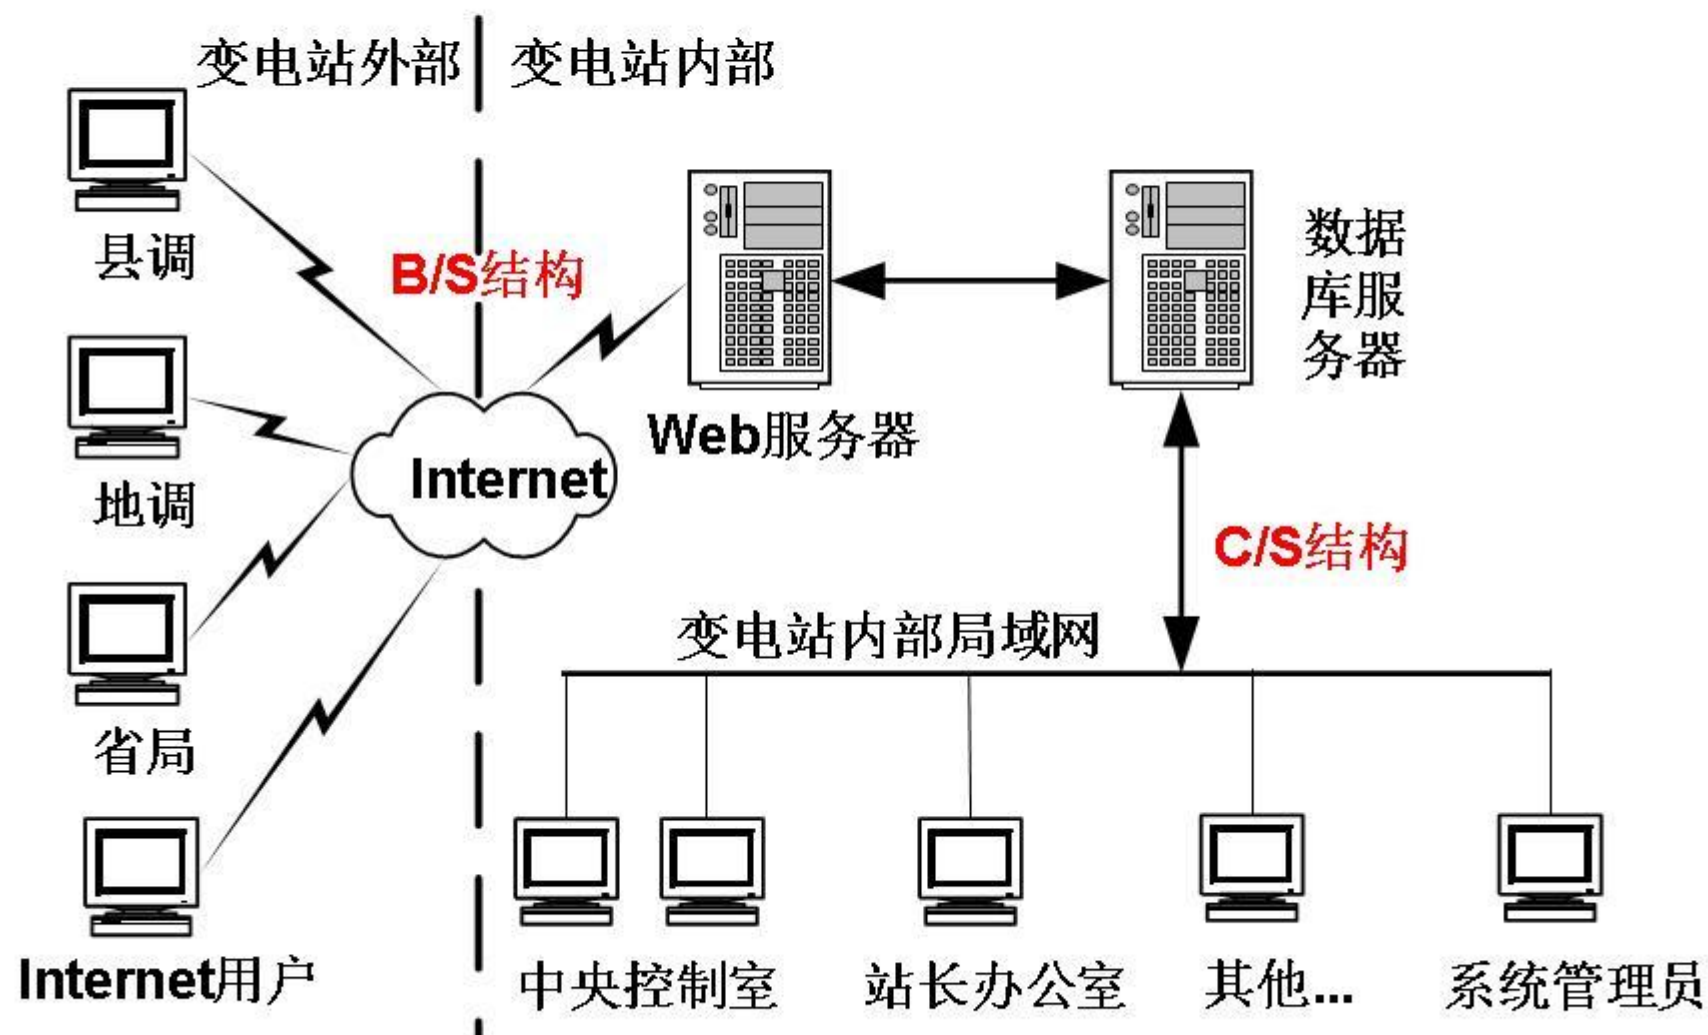 变电站外部
变电站内部
县调
B/S结构
数据
库服
务器
Web服务器
地调
Internet
C/S结构
变电站内部局域网
省局
Internet用户
中央控制室
站长办公室
其他...
系统管理员